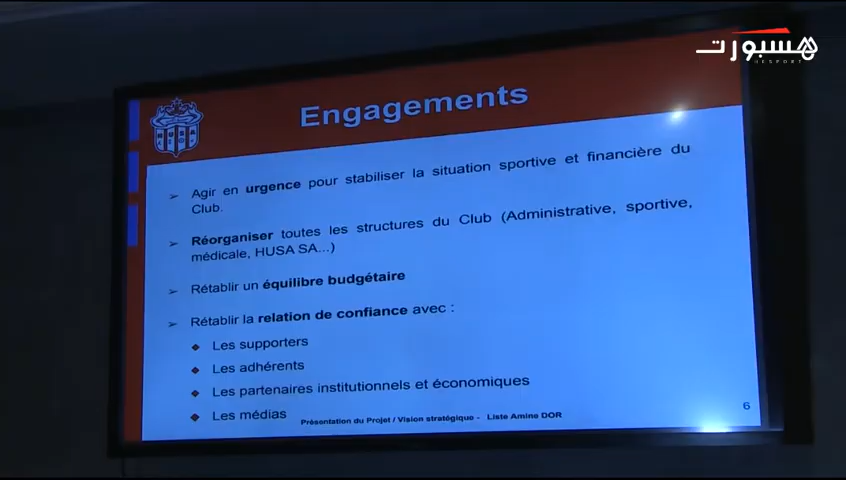 هسبورت
HESPORT
HUSA
Engagements
➢ Agir en urgence pour stabiliser la situation sportive et financière du
Club.
➢ Réorganiser toutes les structures du Club (Administrative, sportive,
médicale, HUSA SA...)
➢ Rétablir un équilibre budgétaire
➢ Rétablir la relation de confiance avec :
❖ Les supporters
❖ Les adhérents
❖ Les partenaires institutionnels et économiques
❖ Les médias
Présentation du Projet / Vision stratégique - Liste Amine DOR
6